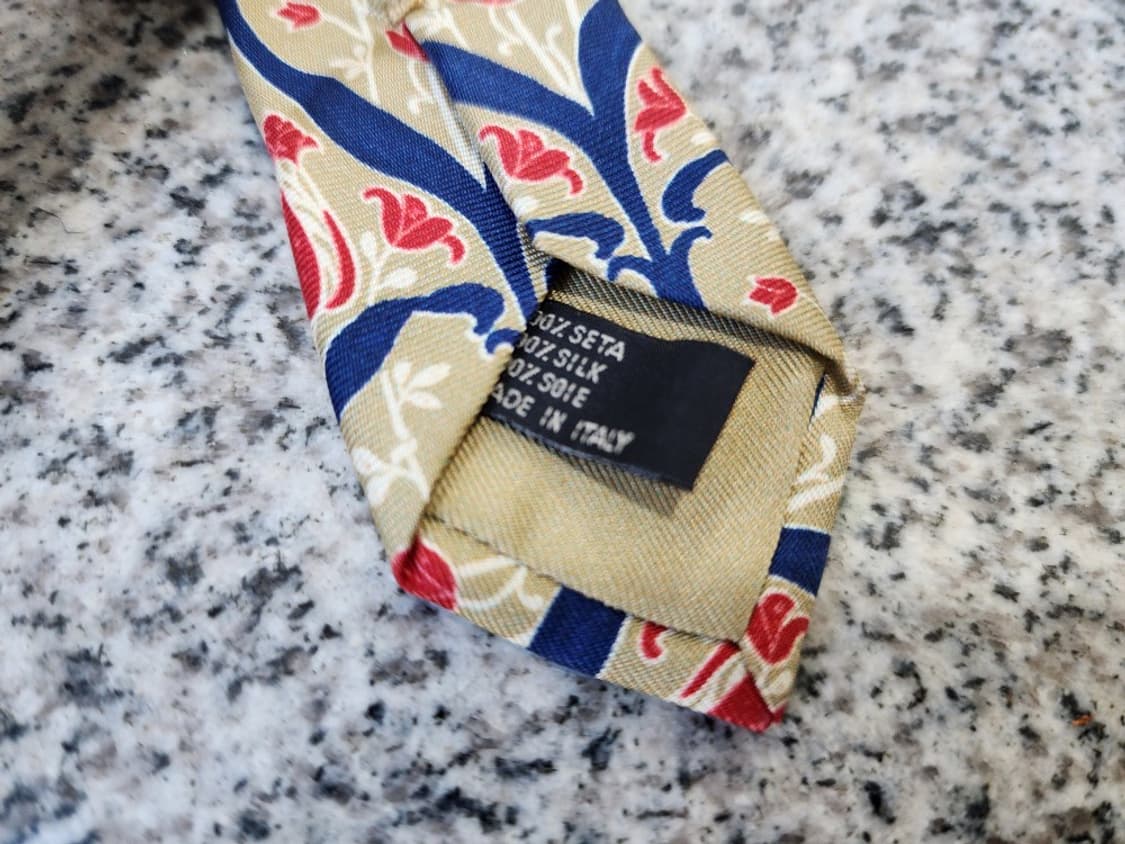 00% SETA
00% SILK
0% SOIE
ADE IN ITALY